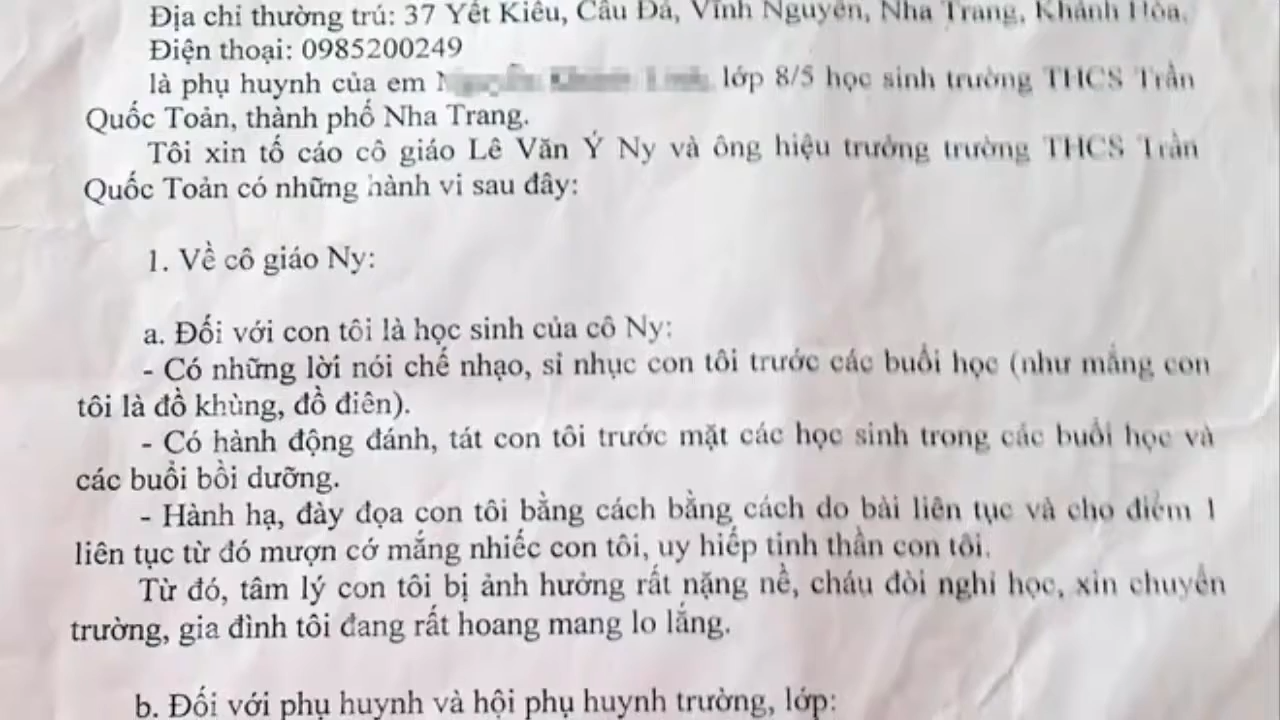 Địa chỉ thường trú: 37 Yết Kiêu, Cầu Đá, Vĩnh Nguyên, Nha Trang, Khánh Hòa.
Điện thoại: 0985200249
là phụ huynh của em lớp 8/5 học sinh trường THCS Trần
Quốc Toản, thành phố Nha Trang.
Tôi xin tố cáo cô giáo Lê Văn Ý Ny và ông hiệu trưởng trường THCS Trần
Quốc Toản có những hành vi sau đây:
1. Về cô giáo Ny:
a. Đối với con tôi là học sinh của cô Ny:
- Có những lời nói chế nhạo, sỉ nhục con tôi trước các buổi học (như mắng con
tôi là đồ khùng, đồ điên).
- Có hành động đánh, tát con tôi trước mặt các học sinh trong các buổi học và
các buổi bồi dưỡng.
- Hành hạ, đày đọa con tôi bằng cách bằng cách do bài liên tục và cho điểm 1
liên tục từ đó mượn cớ mắng nhiếc con tôi, uy hiếp tinh thần con tôi.
Từ đó, tâm lý con tôi bị ảnh hưởng rất nặng nề, cháu đòi nghỉ học, xin chuyển
trường, gia đình tôi đang rất hoang mang lo lắng.
b. Đối với phụ huynh và hội phụ huynh trường, lớp: